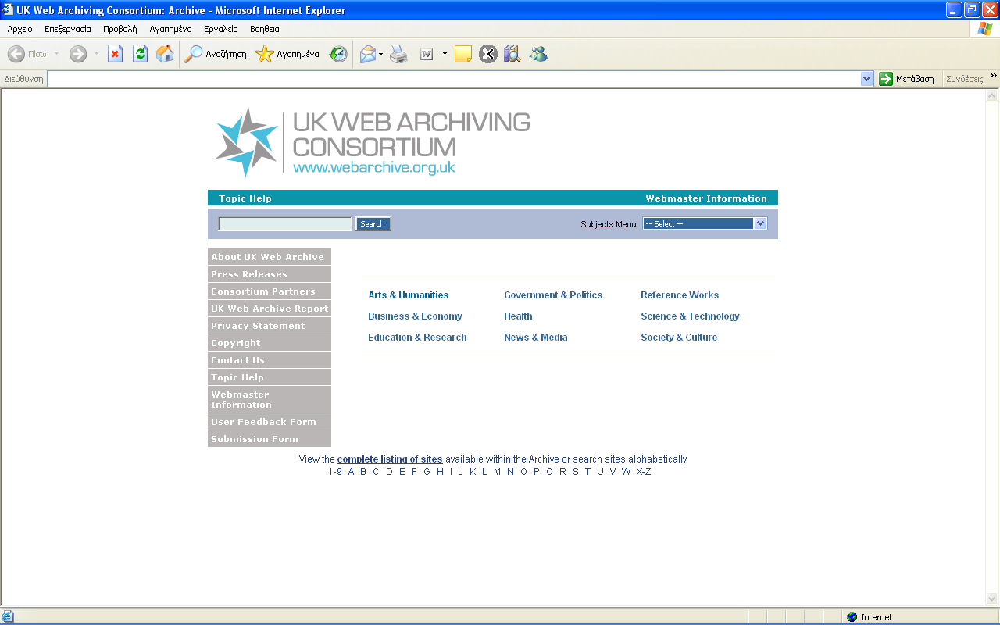 UK Web Archiving Consortium: Archive - Microsoft Internet Explorer
Αρχείο Επεξεργασία Προβολή Αγαπημένα Εργαλεία Βοήθεια
Πίσω Αναζήτηση Αγαπημένα W
Διεύθυνση Μετάβαση Συνδέσεις »
UK WEB ARCHIVING
CONSORTIUM
www.webarchive.org.uk
Topic Help Webmaster Information
Search Subjects Menu: -- Select --
About UK Web Archive
Press Releases
Consortium Partners
UK Web Archive Report
Privacy Statement
Copyright
Contact Us
Topic Help
Webmaster
Information
User Feedback Form
Submission Form
Arts & Humanities Government & Politics Reference Works
Business & Economy Health Science & Technology
Education & Research News & Media Society & Culture
View the complete listing of sites available within the Archive or search sites alphabetically
1-9 A B C D E F G H I J K L M N O P Q R S T U V W X-Z
Internet